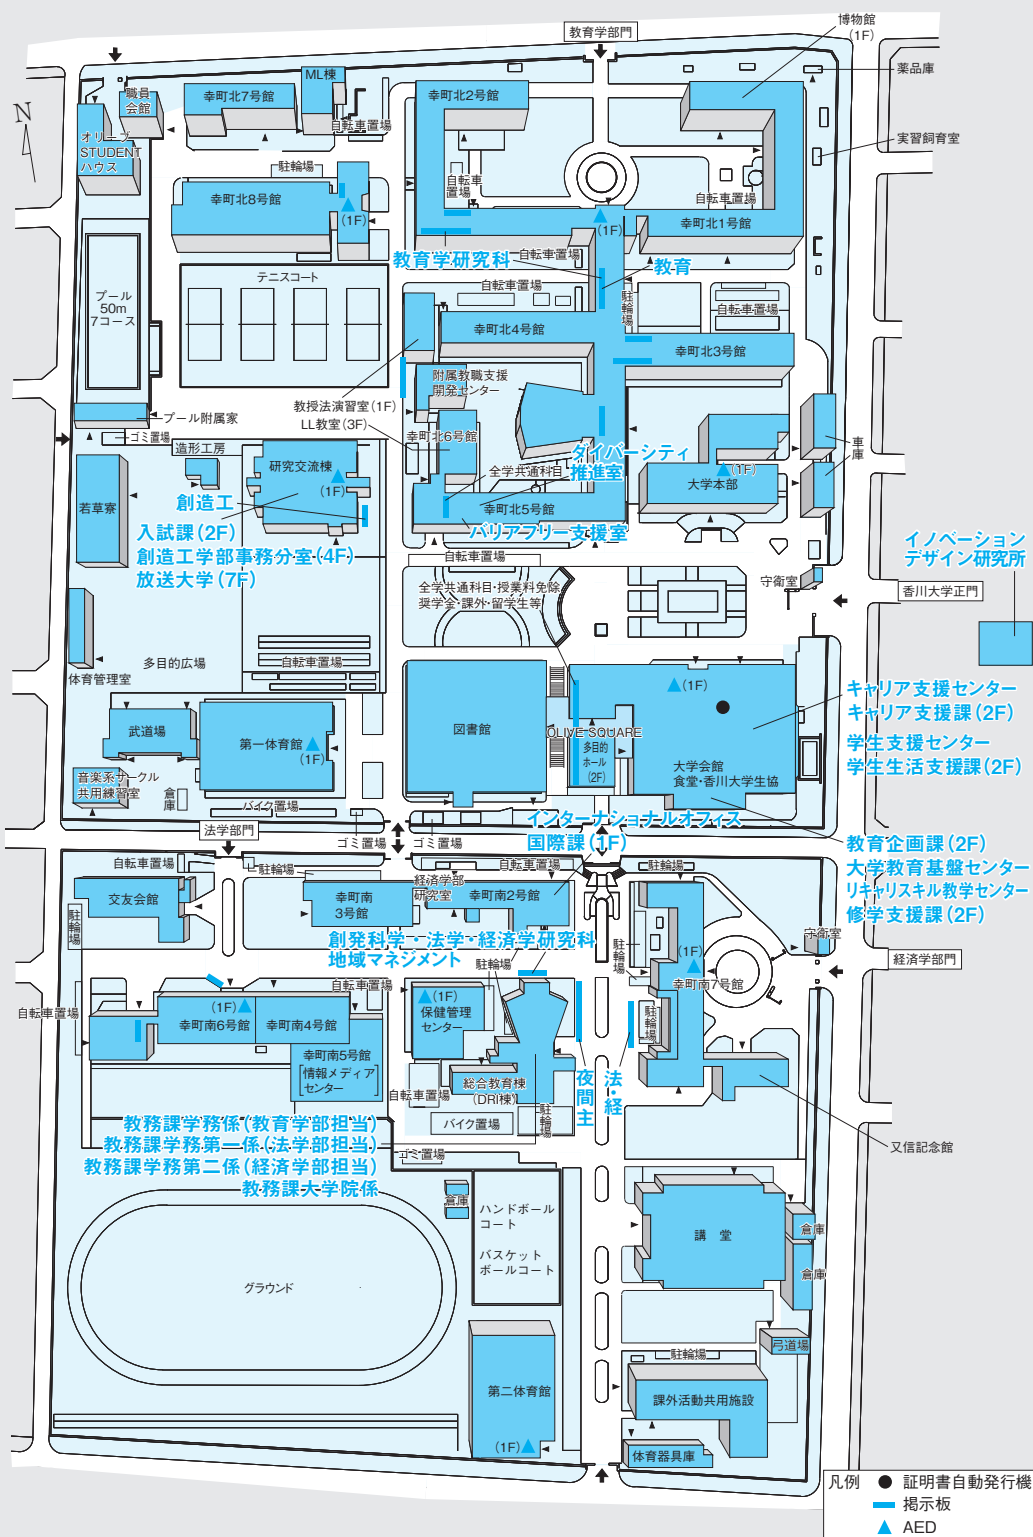 教育学部門
博物館
(1F)
薬品庫
N
職員
会館
幸町北7号館
ML棟
自転車置場
幸町北2号館
オリーブ
STUDENT
ハウス
実習飼育室
駐輪場
自転車
置場
自転車置場
幸町北8号館
(1F)
(1F)
幸町北1号館
教育学研究科
自転車置場
教育
プール
50m
7コース
テニスコート
自転車置場
駐輪場
自転車置場
幸町北4号館
幸町北3号館
附属教職支援
開発センター
教授法演習室(1F)
LL教室(3F)
プール附属家
ゴミ置場
造形工房
幸町北6号館
車庫
研究交流棟
(1F)
ダイバーシティ
推進室
全学共通科目
(1F)
大学本部
若草寮
創造工
幸町北5号館
バリアフリー支援室
入試課(2F)
創造工学部事務分室(4F)
放送大学(7F)
自転車置場
イノベーション
デザイン研究所
全学共通科目・授業料免除
奨学金・課外・留学生等
守衛室
香川大学正門
多目的広場
自転車置場
体育管理室
(1F)
キャリア支援センター
キャリア支援課(2F)
武道場
第一体育館
(1F)
図書館
OLIVE SQUARE
多目的
ホール
(2F)
学生支援センター
学生生活支援課(2F)
大学会館
食堂・香川大学生協
音楽系サークル
共用練習室
倉庫
バイク置場
法学部門
ゴミ置場
ゴミ置場
インターナショナルオフィス
国際課(1F)
教育企画課(2F)
大学教育基盤センター
リキャリスキル教学センター
修学支援課(2F)
自転車置場
駐輪場
自転車置場
駐輪場
交友会館
幸町南
3号館
経済学部
研究室
幸町南2号館
駐輪場
創発科学・法学・経済学研究科
地域マネジメント
駐輪場
駐輪場
(1F)
幸町南7号館
守衛室
経済学部門
自転車置場
自転車置場
(1F)
幸町南6号館
幸町南4号館
(1F)
保健管理
センター
駐輪場
幸町南5号館
[情報メディア
センター]
自転車置場
総合教育棟
(DRI棟)
夜間主
法・経
バイク置場
駐輪場
教務課学務係(教育学部担当)
教務課学務第一係(法学部担当)
教務課学務第二係(経済学部担当)
教務課大学院係
ゴミ置場
又信記念館
倉庫
ハンドボール
コート
バスケット
ボールコート
講 堂
倉庫
倉庫
グラウンド
弓道場
駐輪場
第二体育館
(1F)
課外活動共用施設
体育器具庫
凡例 ● 証明書自動発行機
掲示板
AED